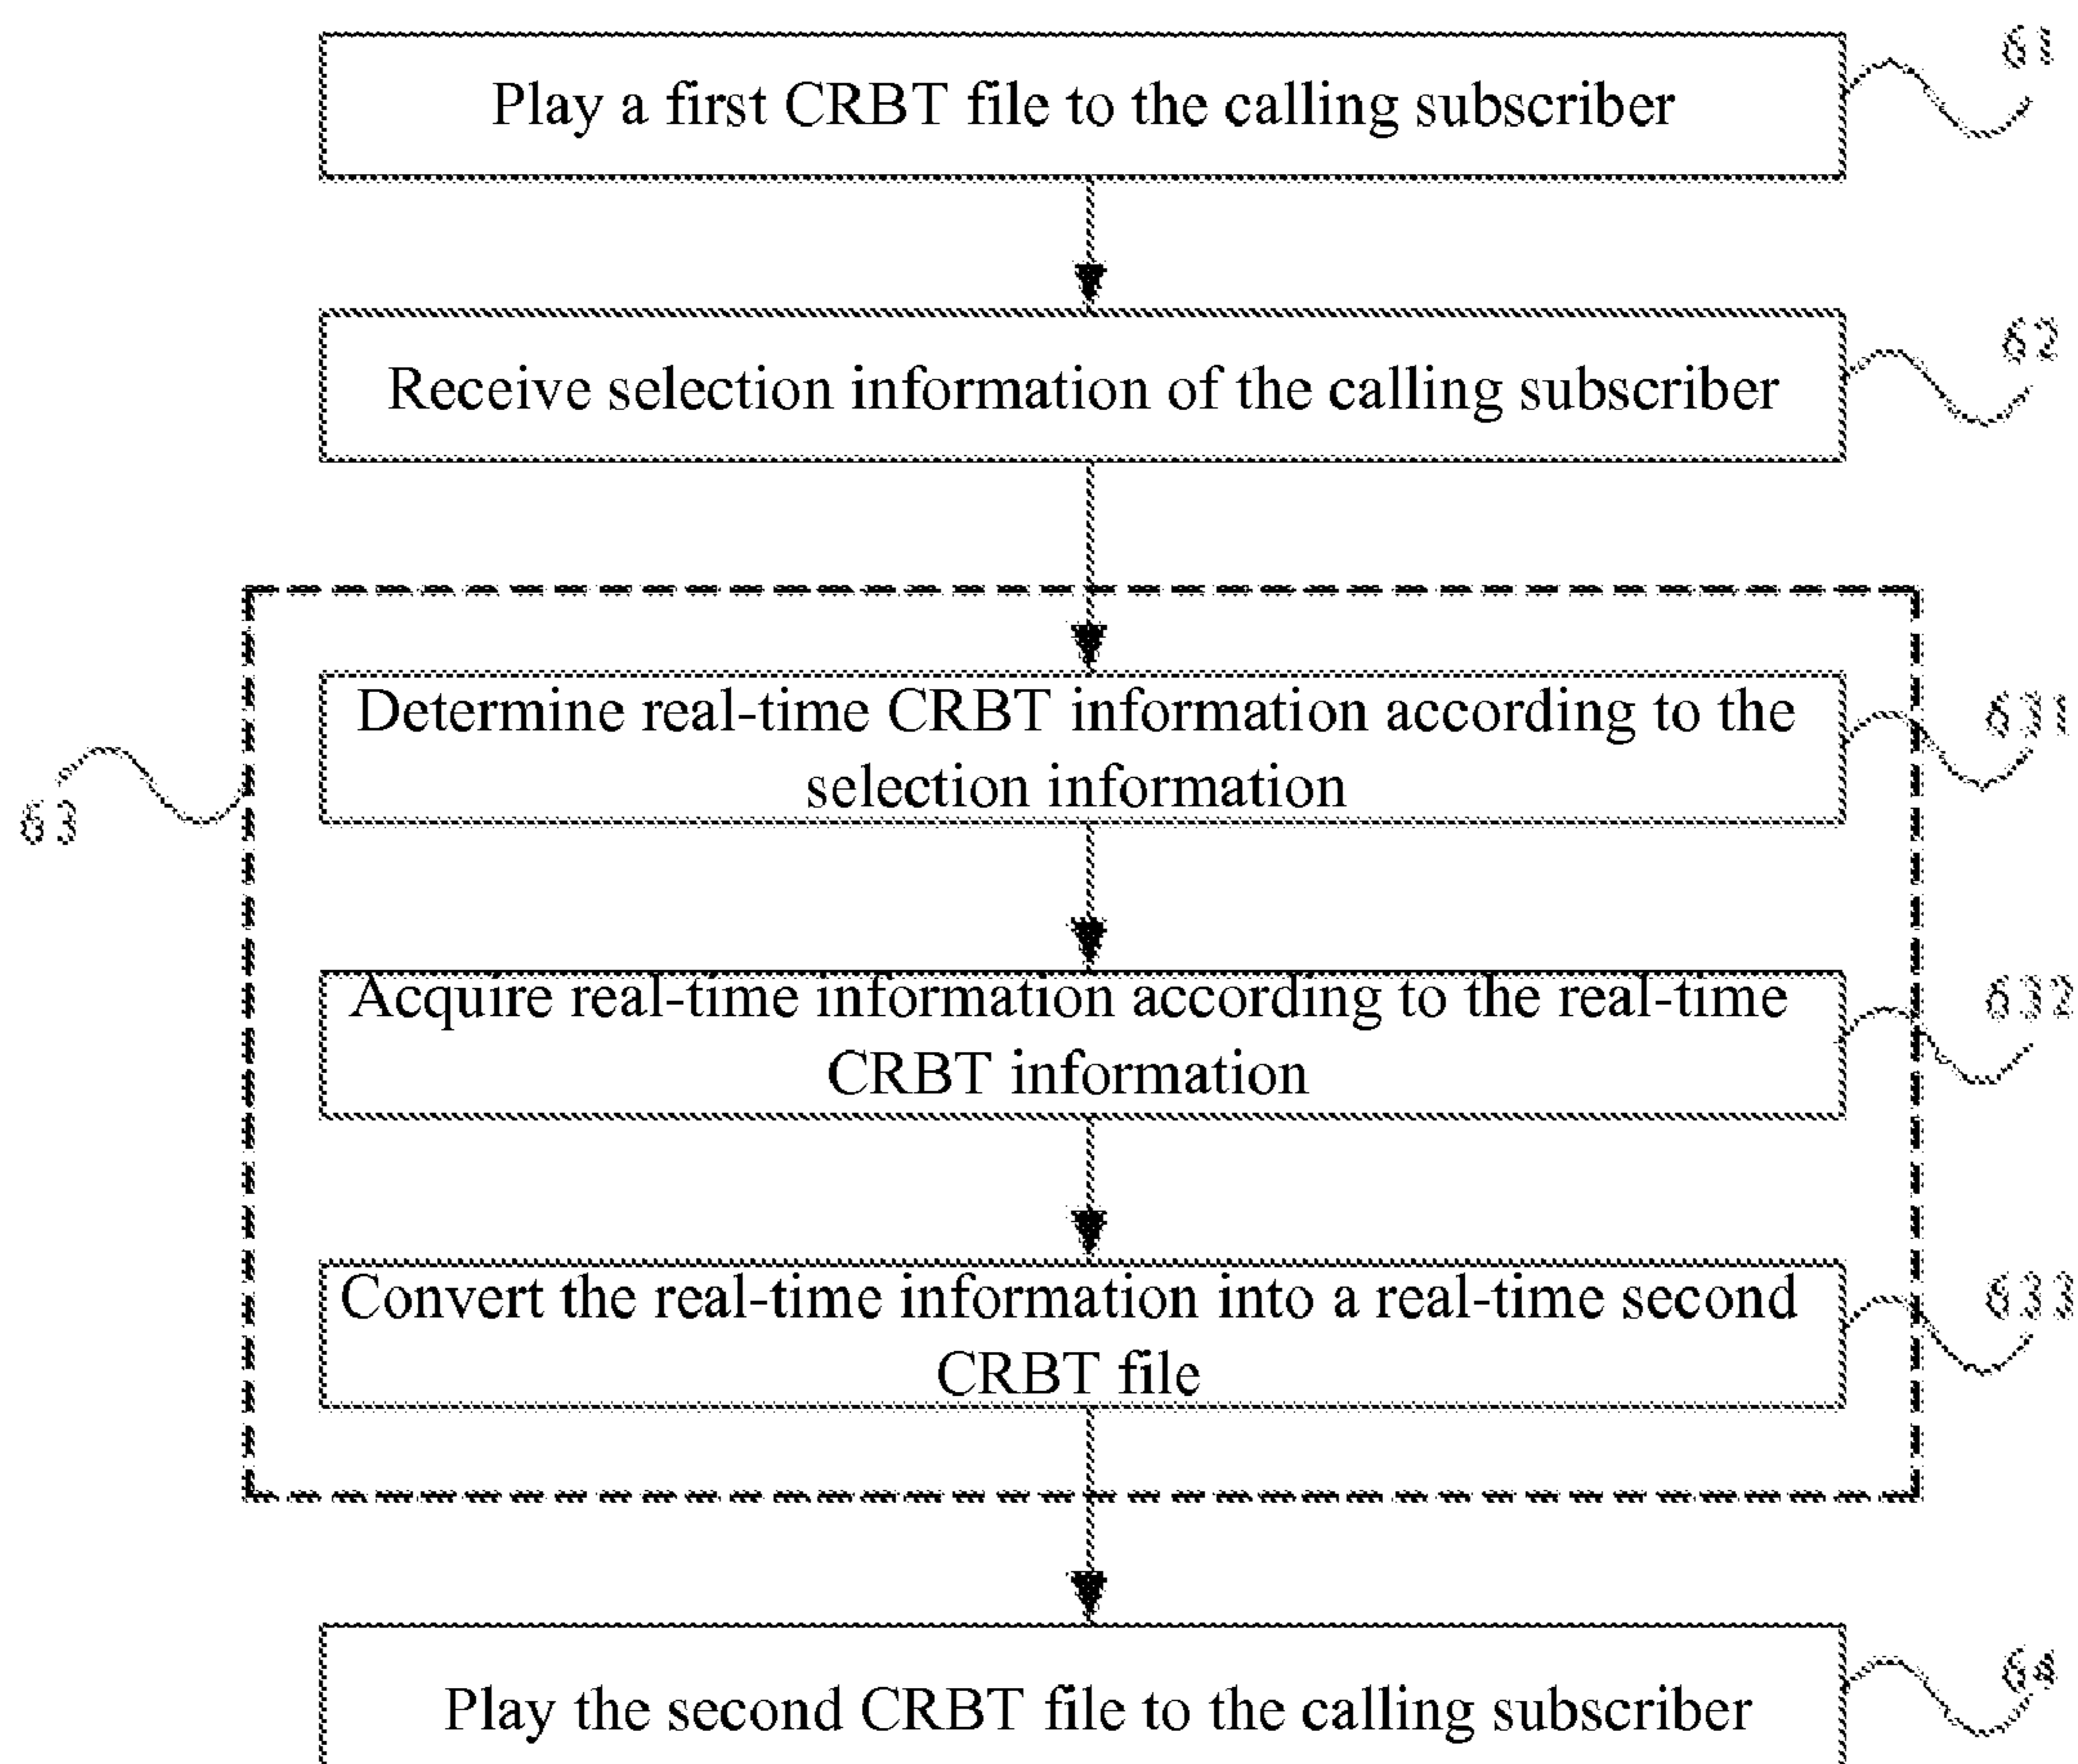 Play a first CRBT file to the calling subscriber
61
Receive selection information of the calling subscriber
62
Determine real-time CRBT information according to the
selection information
631
63
Acquire real-time information according to the real-time
CRBT information
632
Convert the real-time information into a real-time second
CRBT file
633
Play the second CRBT file to the calling subscriber
64